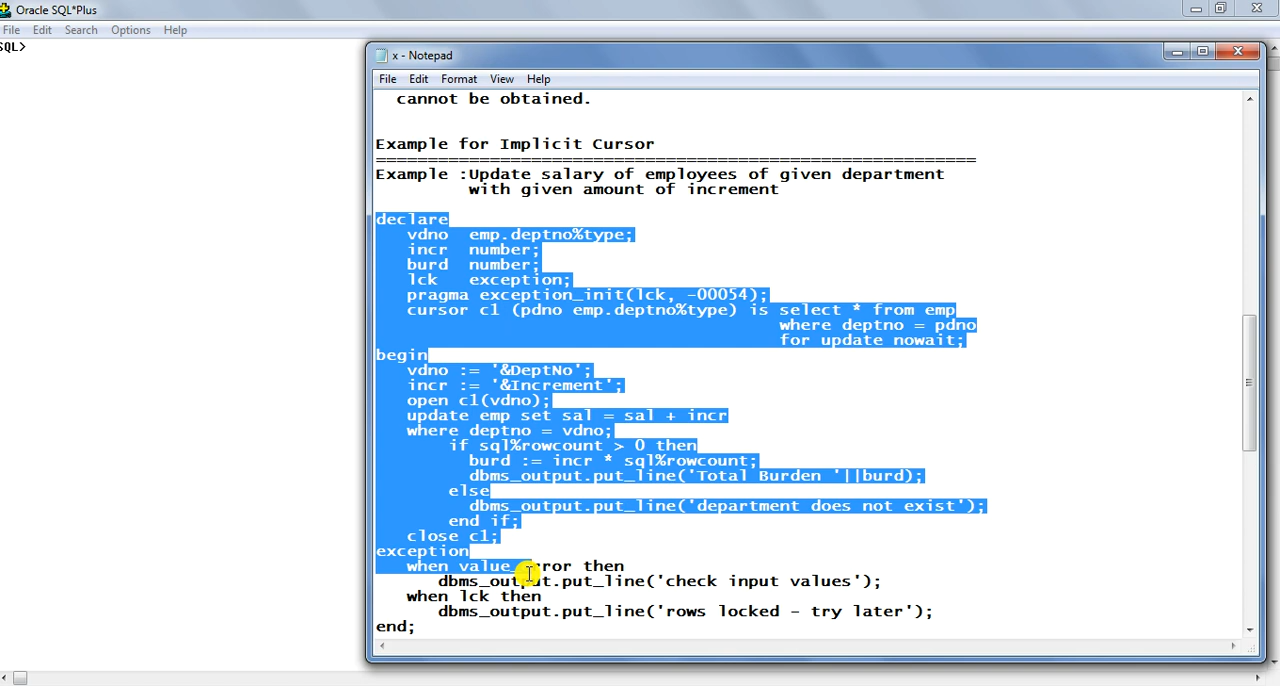 Oracle SQL*Plus
File Edit Search Options Help
SQL>
x - Notepad
File Edit Format View Help
cannot be obtained.
Example for Implicit Cursor
==========================================================
Example :Update salary of employees of given department
with given amount of increment
declare
vdno emp.deptno%type;
incr number;
burd number;
lck exception;
pragma exception_init(lck, -00054);
cursor c1 (pdno emp.deptno%type) is select * from emp
where deptno = pdno
for update nowait;
begin
vdno := '&DeptNo';
incr := '&Increment';
open c1(vdno);
update emp set sal = sal + incr
where deptno = vdno;
if sql%rowcount > 0 then
burd := incr * sql%rowcount;
dbms_output.put_line('Total Burden '||burd);
else
dbms_output.put_line('department does not exist');
end if;
close c1;
exception
when value_error then
dbms_output.put_line('check input values');
when lck then
dbms_output.put_line('rows locked - try later');
end;